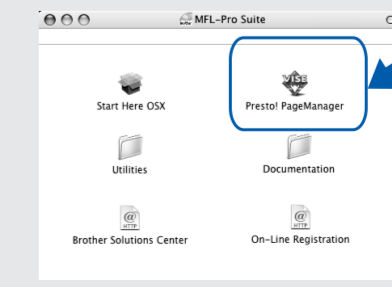 MFL-Pro Suite
Start Here OSX
Presto! PageManager
Utilities
Documentation
Brother Solutions Center
On-Line Registration